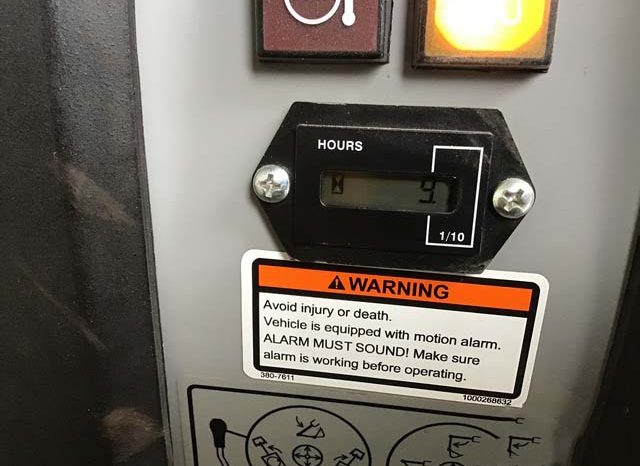 HOURS
9
1/10
WARNING
Avoid injury or death.
Vehicle is equipped with motion alarm.
ALARM MUST SOUND! Make sure
alarm is working before operating.
380-7611
1000268632